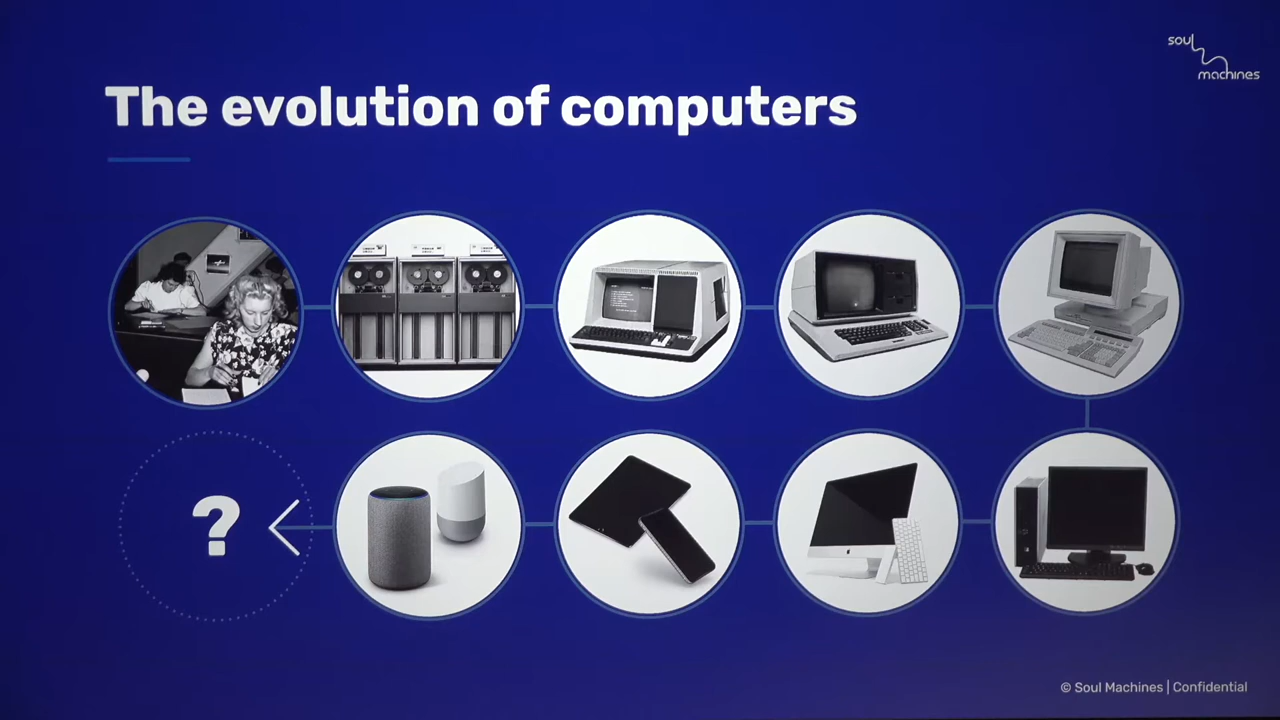 soul
machines
The evolution of computers
?
© Soul Machines | Confidential